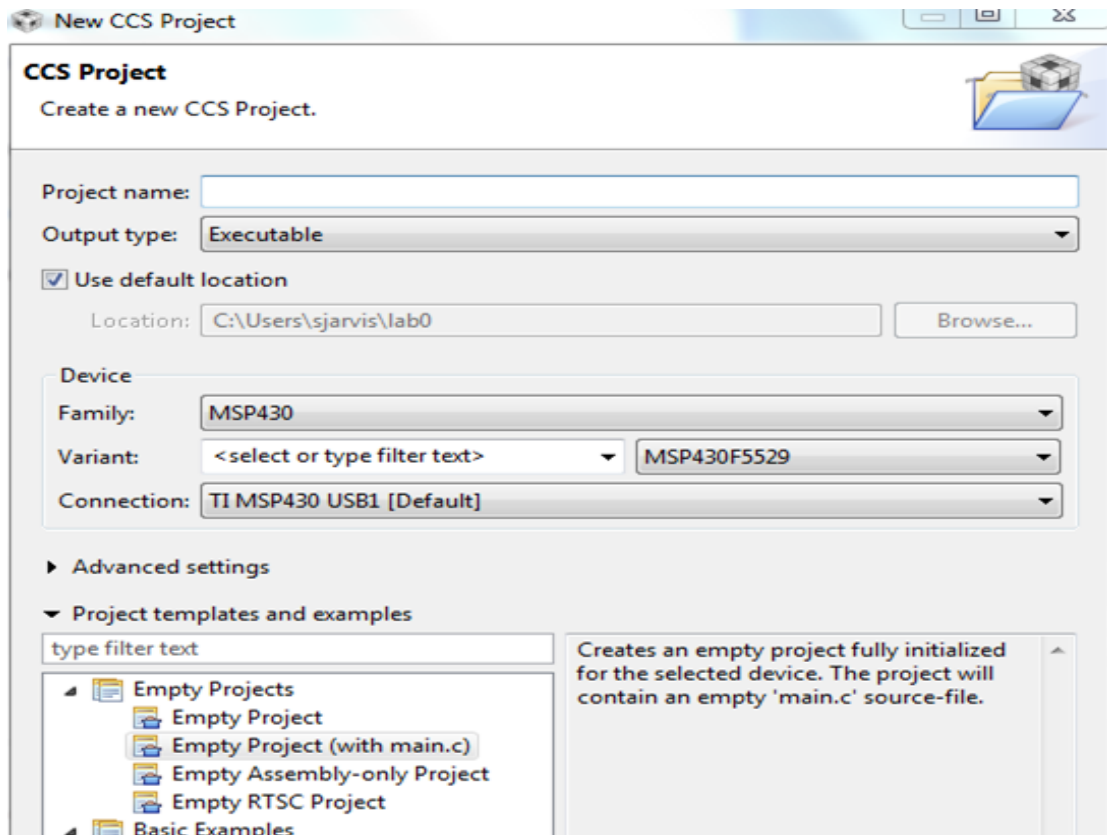 New CCS Project
CCS Project
Create a new CCS Project.
Project name:
Output type: Executable
Use default location
Location: C:\Users\sjarvis\lab0 Browse...
Device
Family: MSP430
Variant: <select or type filter text> MSP430F5529
Connection: TI MSP430 USB1 [Default]
Advanced settings
Project templates and examples
type filter text
Empty Projects
Empty Project
Empty Project (with main.c)
Empty Assembly-only Project
Empty RTSC Project
Basic Examples
Creates an empty project fully initialized
for the selected device. The project will
contain an empty 'main.c' source-file.